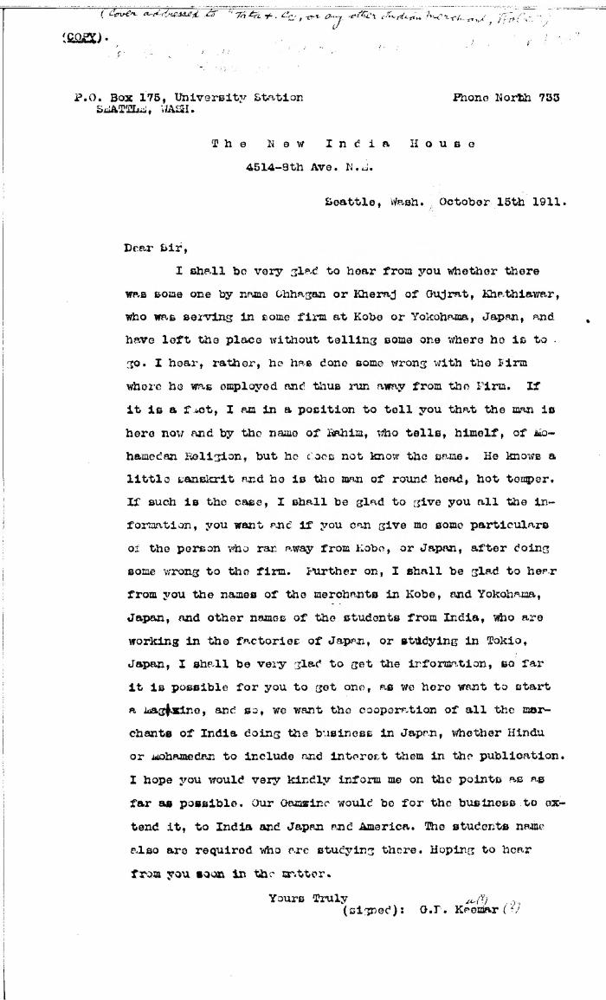 (Cover addressed to "Tata & Co, or any other Indian Merchant, Kobe")
(COPY).
P.O. Box 175, University Station Phone North 733
SEATTLE, WASH.
The New India House
4514-9th Ave. N.E.
Seattle, Wash. October 15th 1911.
Dear Sir,
I shall be very glad to hear from you whether there
was some one by name Chhagan or Kheraj of Gujrat, Khathiawar,
who was serving in some firm at Kobe or Yokohama, Japan, and
have left the place without telling some one where he is to
go. I hear, rather, he has done some wrong with the Firm
where he was employed and thus run away from the Firm. If
it is a fact, I am in a position to tell you that the man is
here now and by the name of Rahim, who tells, himelf, of Mo-
hamedan Religion, but he does not know the same. He knows a
little sanskrit and he is the man of round head, hot temper.
If such is the case, I shall be glad to give you all the in-
formation, you want and if you can give me some particulars
of the person who ran away from Kobe, or Japan, after doing
some wrong to the firm. Further on, I shall be glad to hear
from you the names of the merchants in Kobe, and Yokohama,
Japan, and other names of the students from India, who are
working in the factories of Japan, or studying in Tokio,
Japan, I shall be very glad to get the information, so far
it is possible for you to get one, as we here want to start
a Magazine, and so, we want the cooperation of all the mer-
chants of India doing the business in Japan, whether Hindu
or Mohamedan to include and interest them in the publication.
I hope you would very kindly inform me on the points as as
far as possible. Our Gamzine would be for the business to ex-
tend it, to India and Japan and America. The students name
also are required who are studying there. Hoping to hear
from you soon in the matter.
Yours Truly
(signed): G.D. Keemar (?)